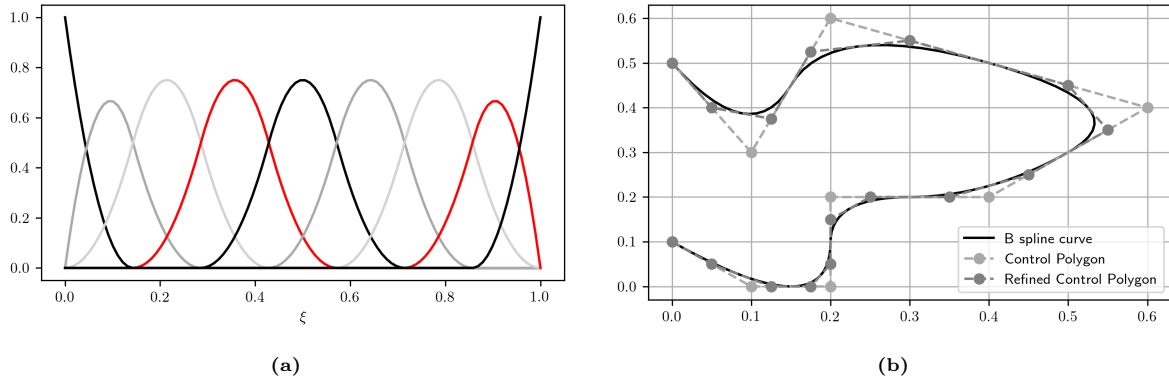 1.0
0.8
0.6
0.4
0.2
0.0
0.0 0.2 0.4 0.6 0.8 1.0
ξ
(a)
0.6
0.5
0.4
0.3
0.2
0.1
0.0
0.0 0.1 0.2 0.3 0.4 0.5 0.6
B spline curve
Control Polygon
Refined Control Polygon
(b)